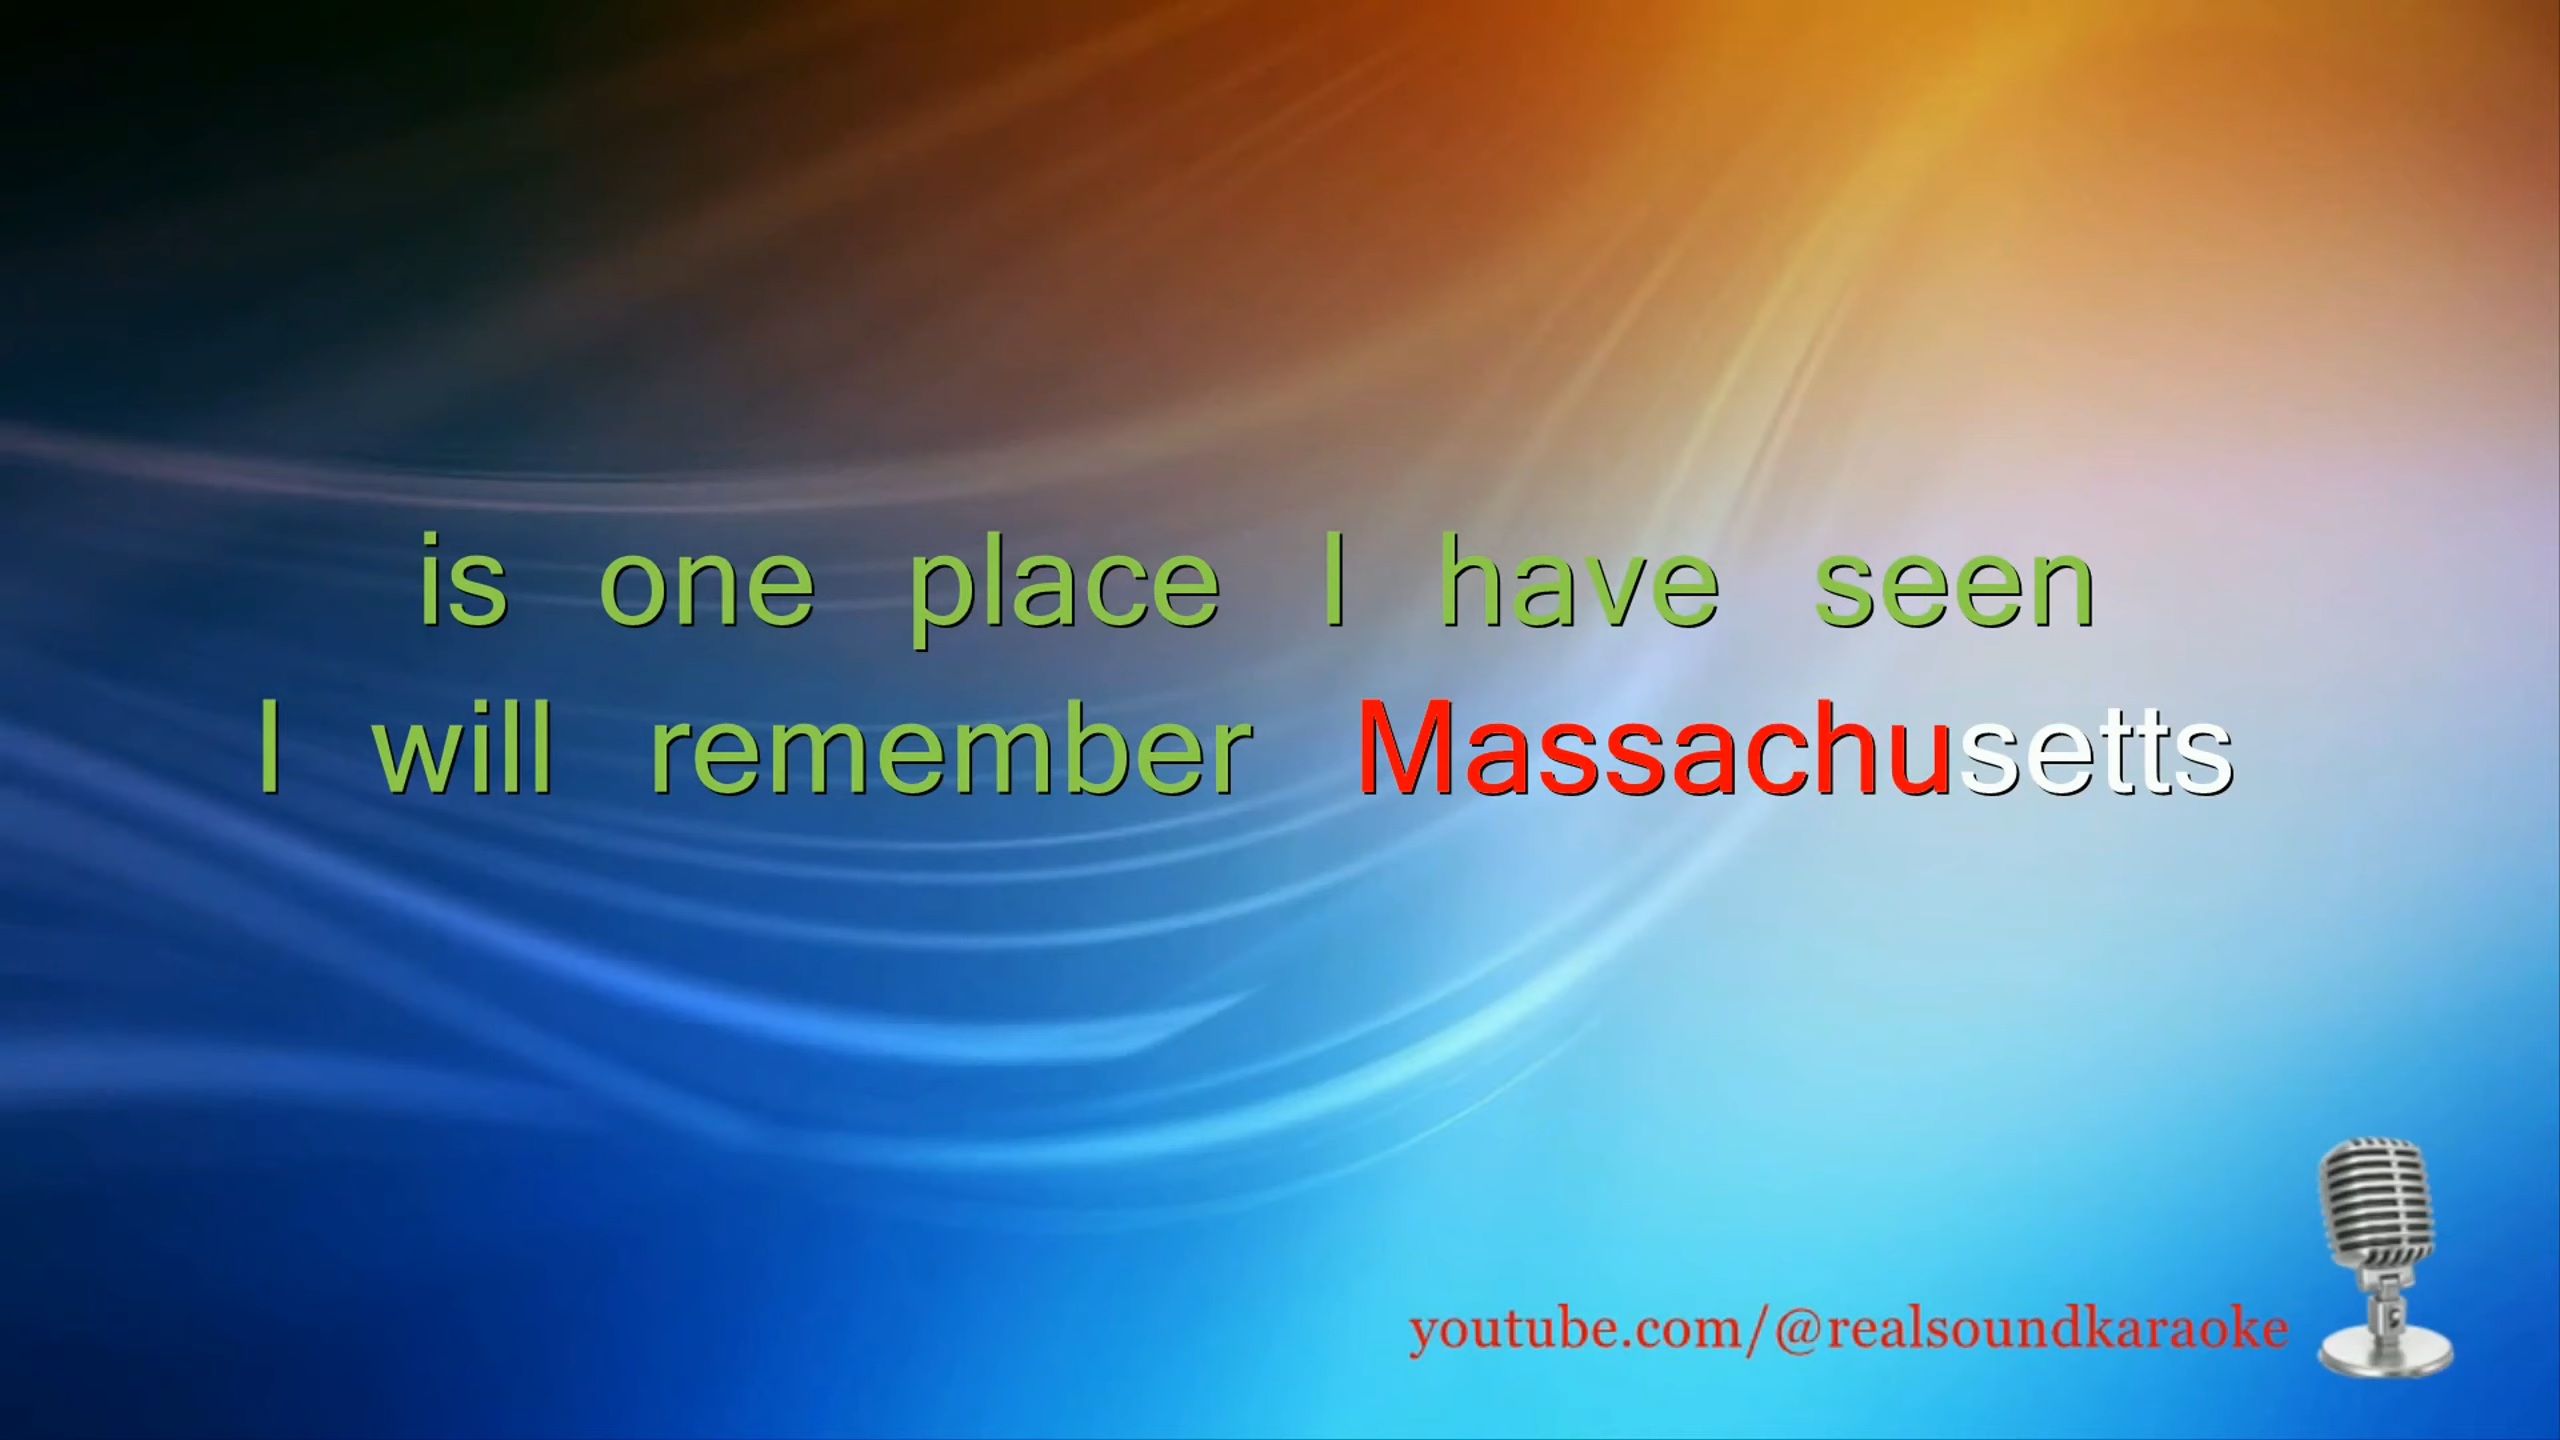 is one place I have seen
I will remember Massachusetts
youtube.com/@realsoundkaraoke